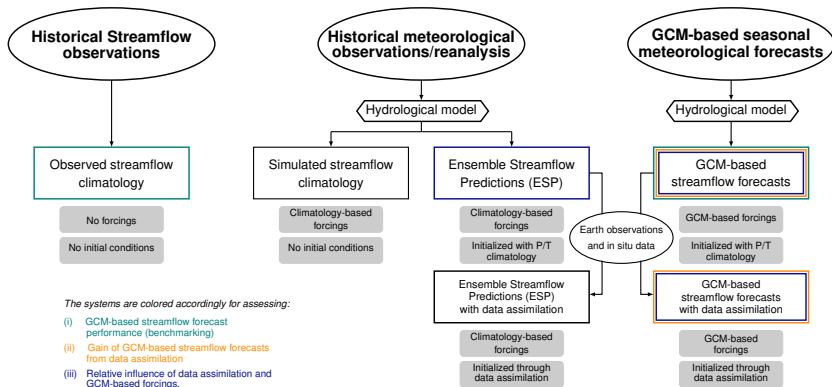 Historical Streamflow
observations
Historical meteorological
observations/reanalysis
GCM-based seasonal
meteorological forecasts
Hydrological model
Hydrological model
Observed streamflow
climatology
Simulated streamflow
climatology
Ensemble Streamflow
Predictions (ESP)
GCM-based
streamflow forecasts
No forcings
Climatology-based
forcings
Climatology-based
forcings
GCM-based forcings
No initial conditions
No initial conditions
Initialized with P/T
climatology
Initialized with P/T
climatology
Earth observations
and in situ data
Ensemble Streamflow
Predictions (ESP)
with data assimilation
GCM-based
streamflow forecasts
with data assimilation
Climatology-based
forcings
GCM-based
forcings
Initialized through
data assimilation
Initialized through
data assimilation
The systems are colored accordingly for assessing:
(i) GCM-based streamflow forecast
performance (benchmarking)
(ii) Gain of GCM-based streamflow forecasts
from data assimilation
(iii) Relative influence of data assimilation and
GCM-based forcings.